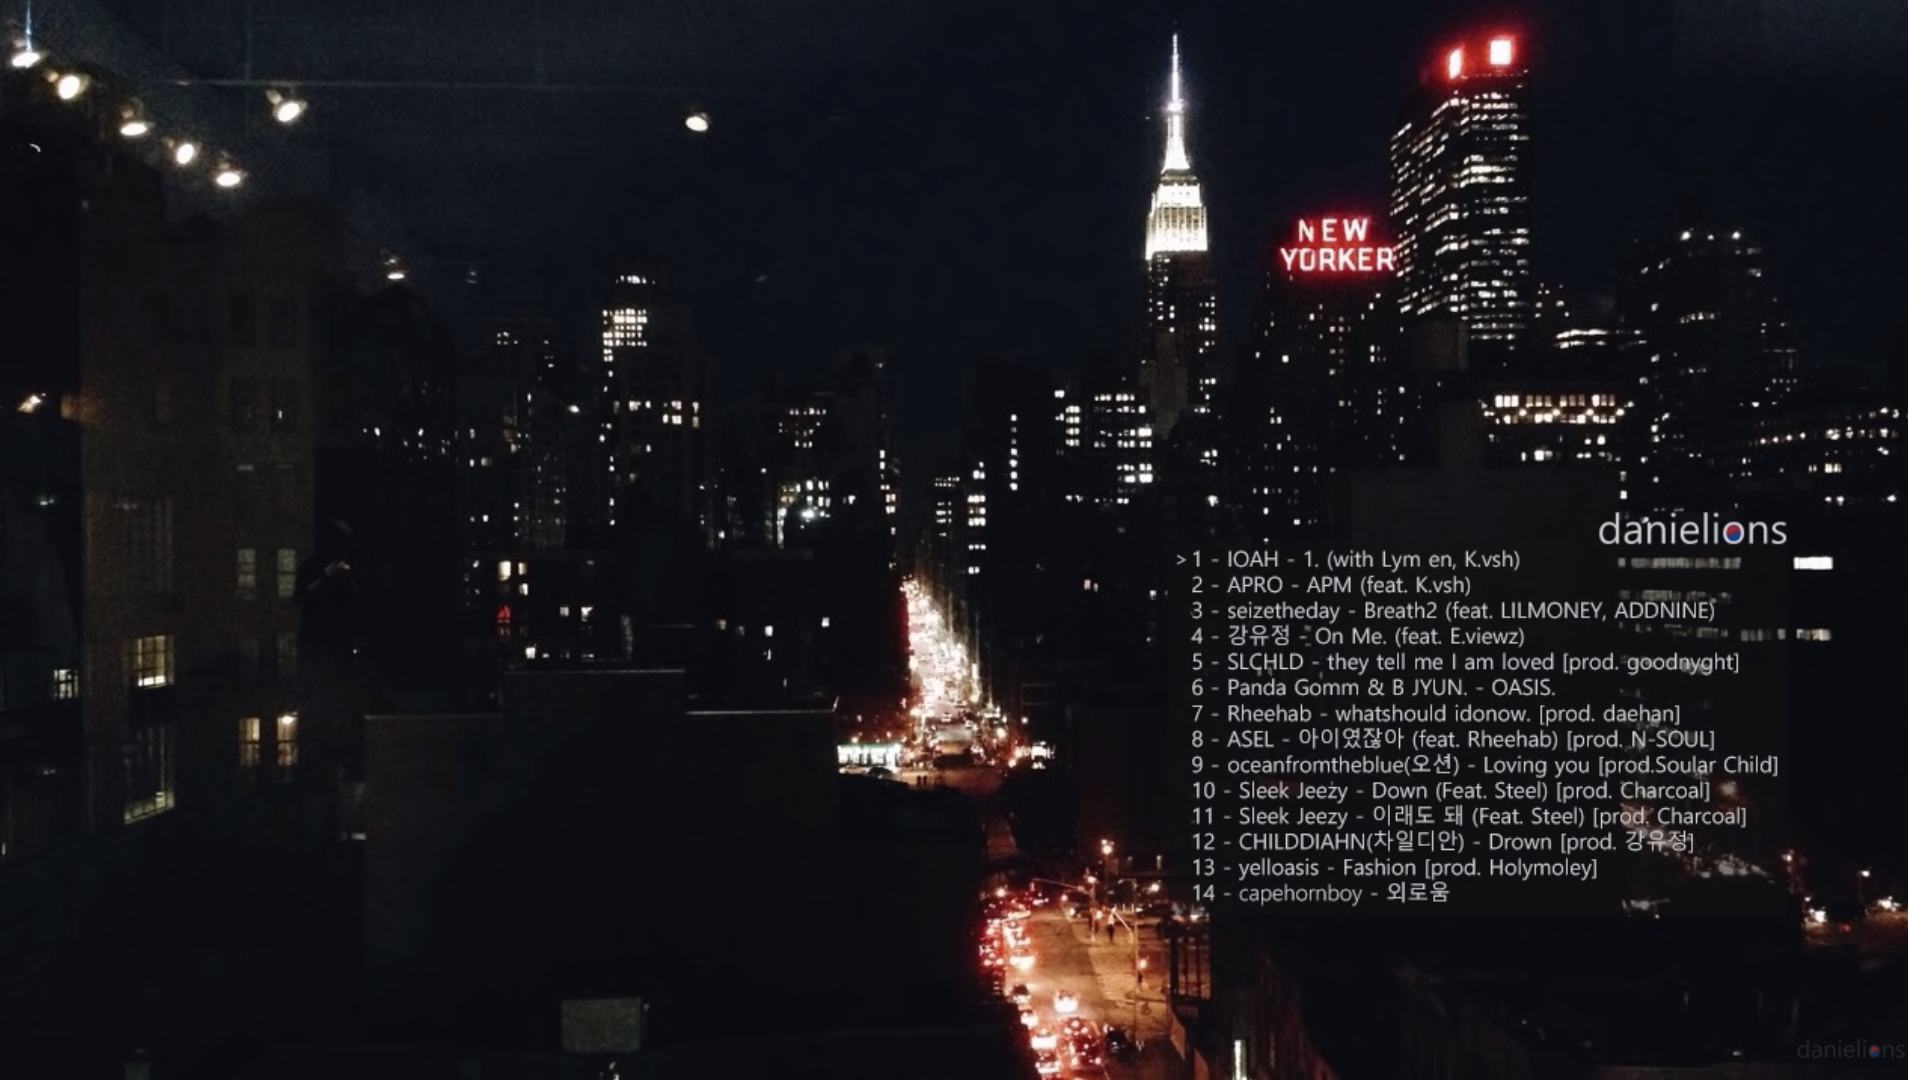 NEW
YORKER
danielions
>1 - IOAH - 1. (with Lym en, K.vsh)
2 - APRO - APM (feat. K.vsh)
3 - seizetheday - Breath2 (feat. LILMONEY, ADDNINE)
4 - 강유정 - On Me. (feat. E.viewz)
5 - SLCHLD - they tell me I am loved [prod. goodnyght]
6 - Panda Gomm & B JYUN. - OASIS.
7 - Rheehab - whatshould idonow. [prod. daehan]
8 - ASEL - 아이였잖아 (feat. Rheehab) [prod. N-SOUL]
9 - oceanfromtheblue(오션) - Loving you [prod.Soular Child]
10 - Sleek Jeezy - Down (Feat. Steel) [prod. Charcoal]
11 - Sleek Jeezy - 이래도 돼 (Feat. Steel) [prod. Charcoal]
12 - CHILDDIAHN(차일디안) - Drown [prod. 강유정]
13 - yelloasis - Fashion [prod. Holymoley]
14 - capehornboy - 외로움
danielions